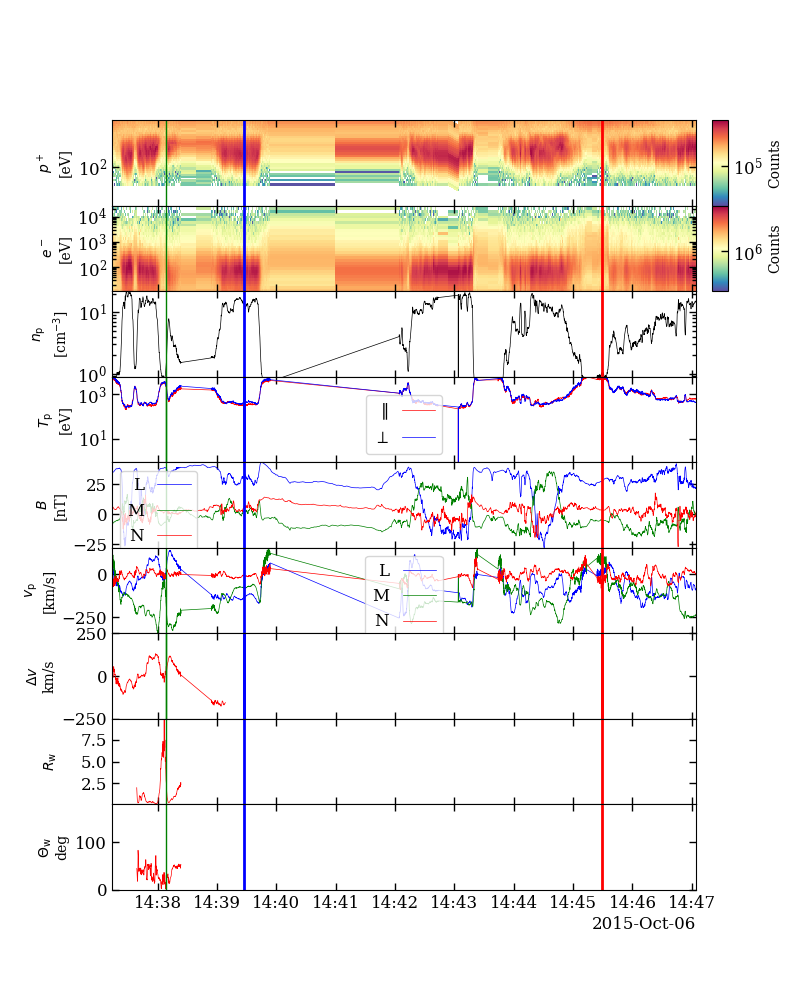 p⁺
[eV]
10²
10⁵
Counts
e⁻
[eV]
10⁴
10³
10²
10⁶
Counts
nₚ
[cm⁻³]
10¹
10⁰
Tₚ
[eV]
10³
10¹
∥
⊥
B
[nT]
25
0
−25
L
M
N
vₚ
[km/s]
0
−250
L
M
N
Δv
km/s
250
0
−250
R_w
7.5
5.0
2.5
Θ_w
deg
100
0
14:38 14:39 14:40 14:41 14:42 14:43 14:44 14:45 14:46 14:47
2015-Oct-06